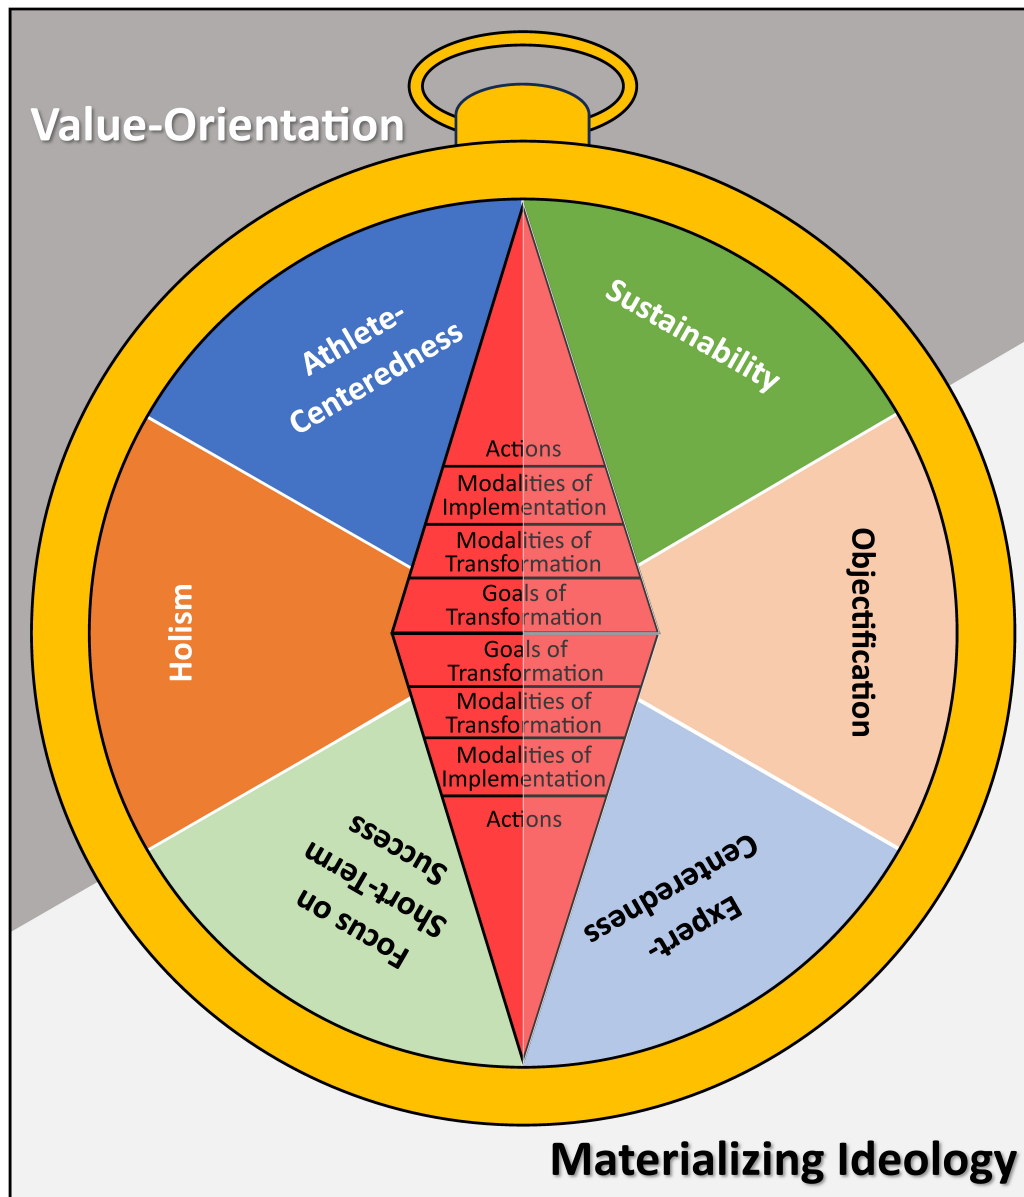 Value-Orientation
Athlete-
Centeredness
Sustainability
Holism
Objectification
Actions
Modalities of
Implementation
Modalities of
Transformation
Goals of
Transformation
Goals of
Transformation
Modalities of
Transformation
Modalities of
Implementation
Actions
Focus on
Short-Term
Success
Expert-
Centeredness
Materializing Ideology